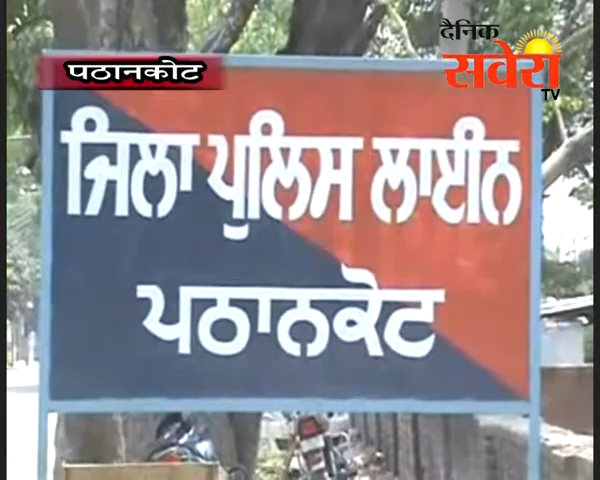 दैनिक
सवेरा
TV
पठानकोट
ਜਿਲਾ ਪੁਲਿਸ ਲਾਈਨ
ਪਠਾਨਕੋਟ